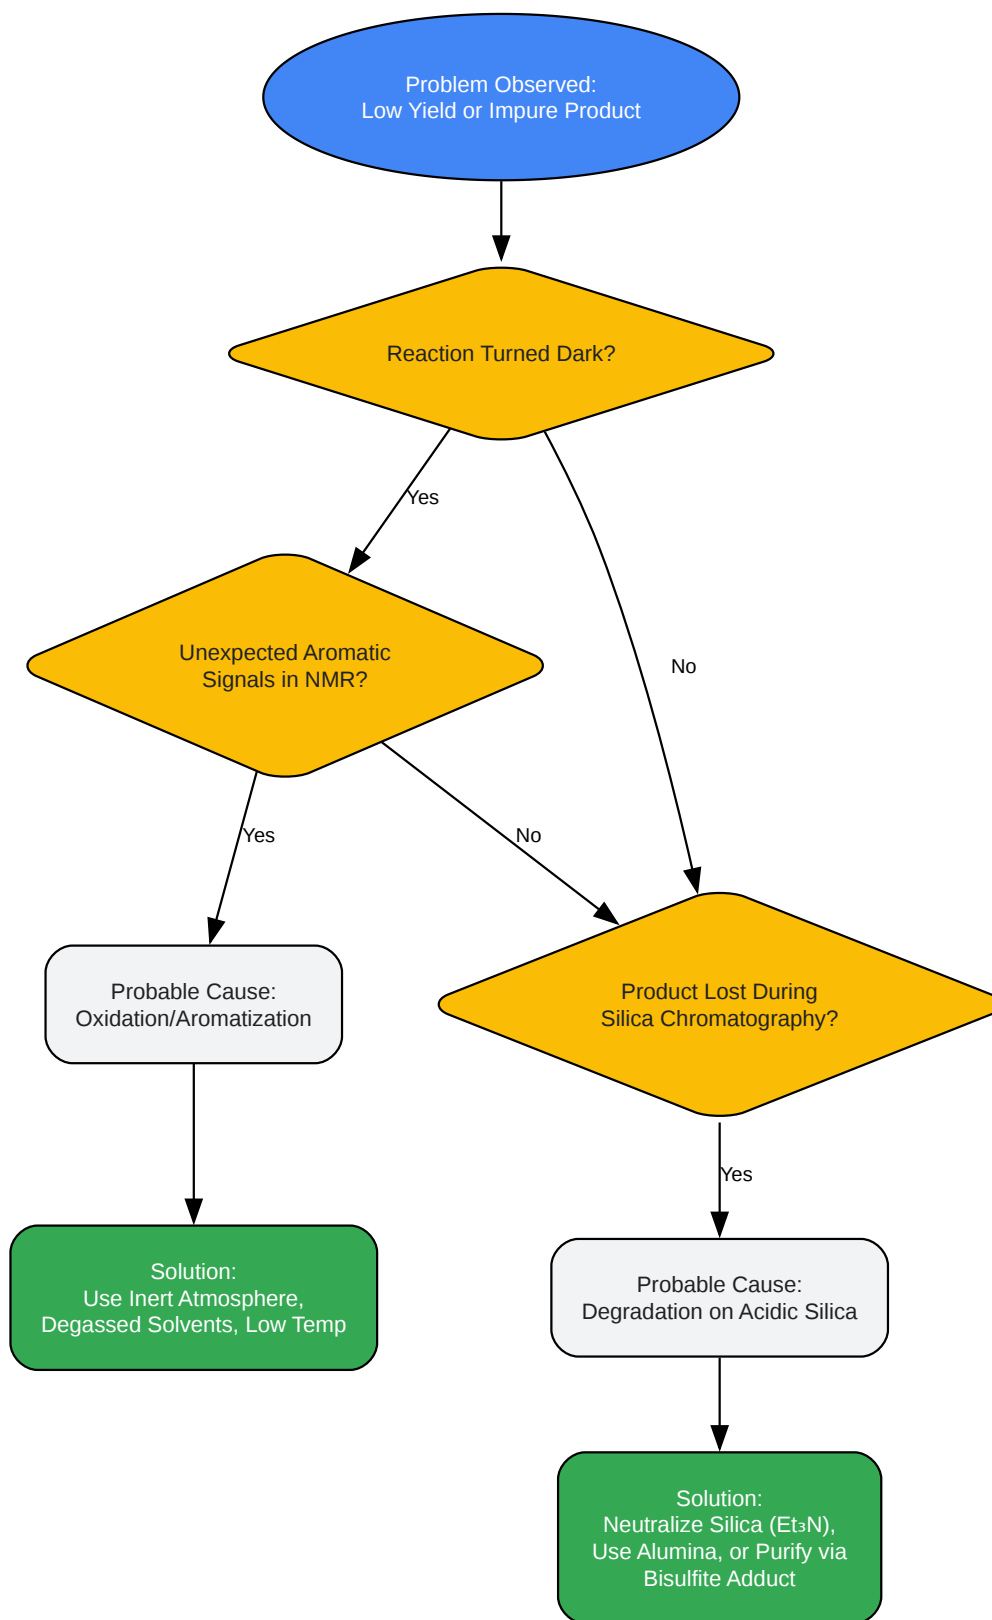 Problem Observed:
Low Yield or Impure Product
Reaction Turned Dark?
Yes
No
Unexpected Aromatic
Signals in NMR?
Yes
No
Probable Cause:
Oxidation/Aromatization
Product Lost During
Silica Chromatography?
Yes
Solution:
Use Inert Atmosphere,
Degassed Solvents, Low Temp
Probable Cause:
Degradation on Acidic Silica
Solution:
Neutralize Silica (Et₃N),
Use Alumina, or Purify via
Bisulfite Adduct